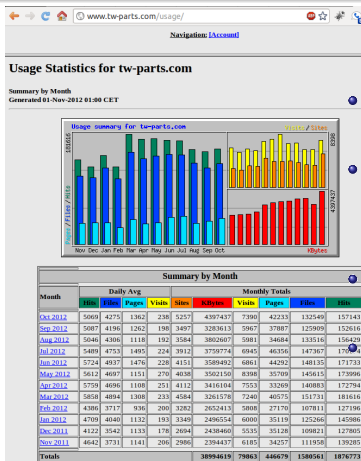 www.tw-parts.com/usage/
Navigation: [Account]
Usage Statistics for tw-parts.com
Summary by Month
Generated 01-Nov-2012 01:00 CET
Usage summary for tw-parts.com
Visits/Sites
101616
8398
Pages/Files/Hits
4397437
Nov Dec Jan Feb Mar Apr May Jun Jul Aug Sep Oct
KBytes
Summary by Month
Month Daily Avg Monthly Totals
Hits Files Pages Visits Sites KBytes Visits Pages Files Hits
Oct 2012 5069 4275 1362 238 5257 4397437 7390 42233 132549 157143
Sep 2012 5087 4196 1262 198 3497 3283613 5967 37887 125909 152616
Aug 2012 5046 4306 1118 192 3584 3802607 5981 34684 133516 156429
Jul 2012 5489 4753 1495 224 3912 3759774 6945 46356 147367
Jun 2012 5724 4937 1476 228 4151 3589492 6861 44292 148135 171733
May 2012 5612 4697 1151 270 4038 3502150 8398 35709 145615 173996
Apr 2012 5759 4696 1108 251 4112 3416104 7553 33269 140883 172794
Mar 2012 5858 4894 1308 233 4584 3261578 7240 40575 151731 181616
Feb 2012 4386 3717 936 200 3282 2652413 5808 27170 107811 127196
Jan 2012 4709 4040 1132 193 3349 2496554 6000 35119 125266 145986
Dec 2011 4122 3542 1133 178 2694 2438460 5535 35128 109821 127805
Nov 2011 4642 3731 1141 206 2986 2394437 6185 34257 111958 139271
Totals 38994619 79863 446679 1580561 1876772